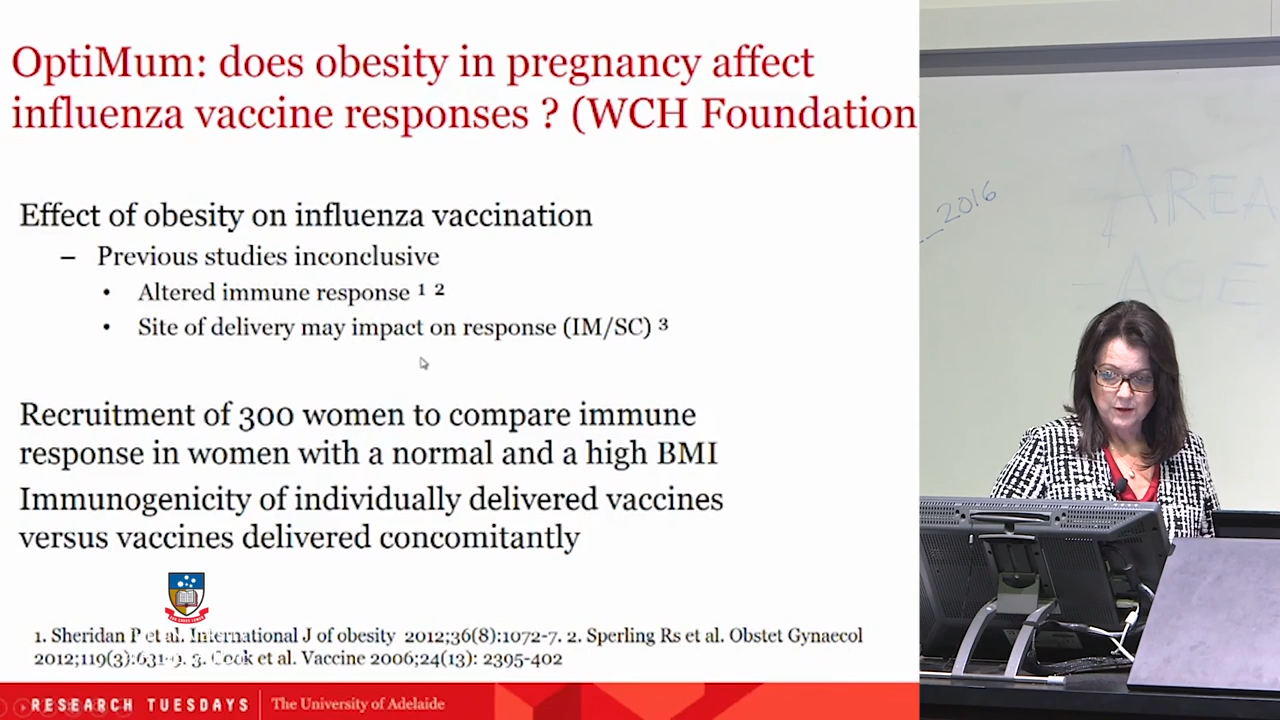 OptiMum: does obesity in pregnancy affect
influenza vaccine responses ? (WCH Foundation
Effect of obesity on influenza vaccination
– Previous studies inconclusive
• Altered immune response ¹ ²
• Site of delivery may impact on response (IM/SC) ³
Recruitment of 300 women to compare immune
response in women with a normal and a high BMI
Immunogenicity of individually delivered vaccines
versus vaccines delivered concomitantly
1. Sheridan P et al. International J of obesity 2012;36(8):1072-7. 2. Sperling Rs et al. Obstet Gynaecol
2012;119(3):631-9. 3. Cook et al. Vaccine 2006;24(13): 2395-402
RESEARCH TUESDAYS The University of Adelaide
2016
AREA
-AGE